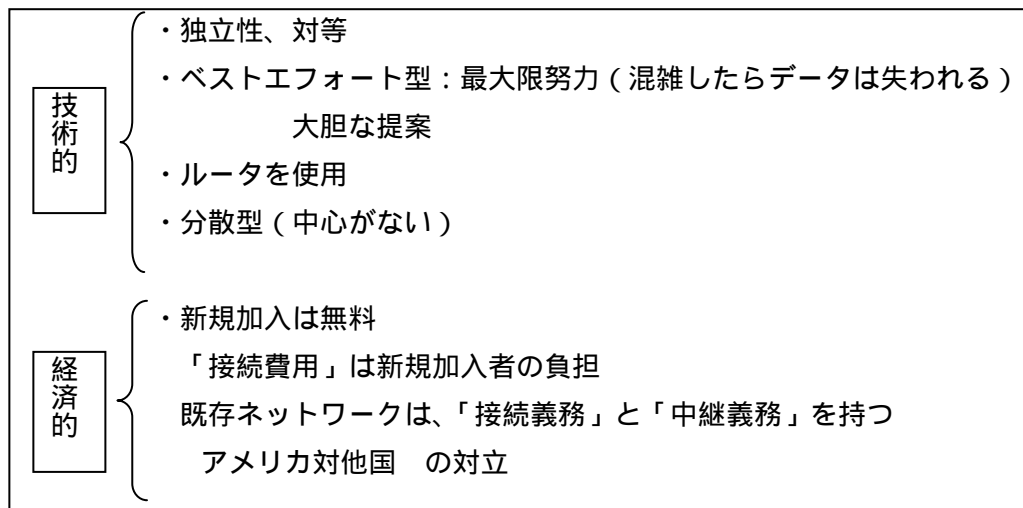 技術的
・独立性、対等
・ベストエフォート型：最大限努力（混雑したらデータは失われる）
大胆な提案
・ルータを使用
・分散型（中心がない）
経済的
・新規加入は無料
「接続費用」は新規加入者の負担
既存ネットワークは、「接続義務」と「中継義務」を持つ
アメリカ対他国　の対立